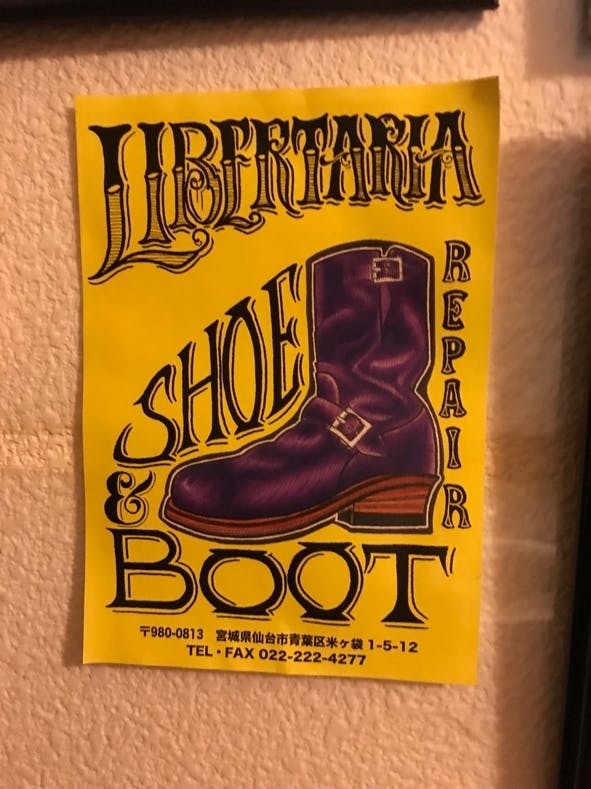 LIBERTARIA
SHOE
& BOOT
REPAIR
〒980-0813 宮城県仙台市青葉区米ヶ袋 1-5-12
TEL・FAX 022-222-4277